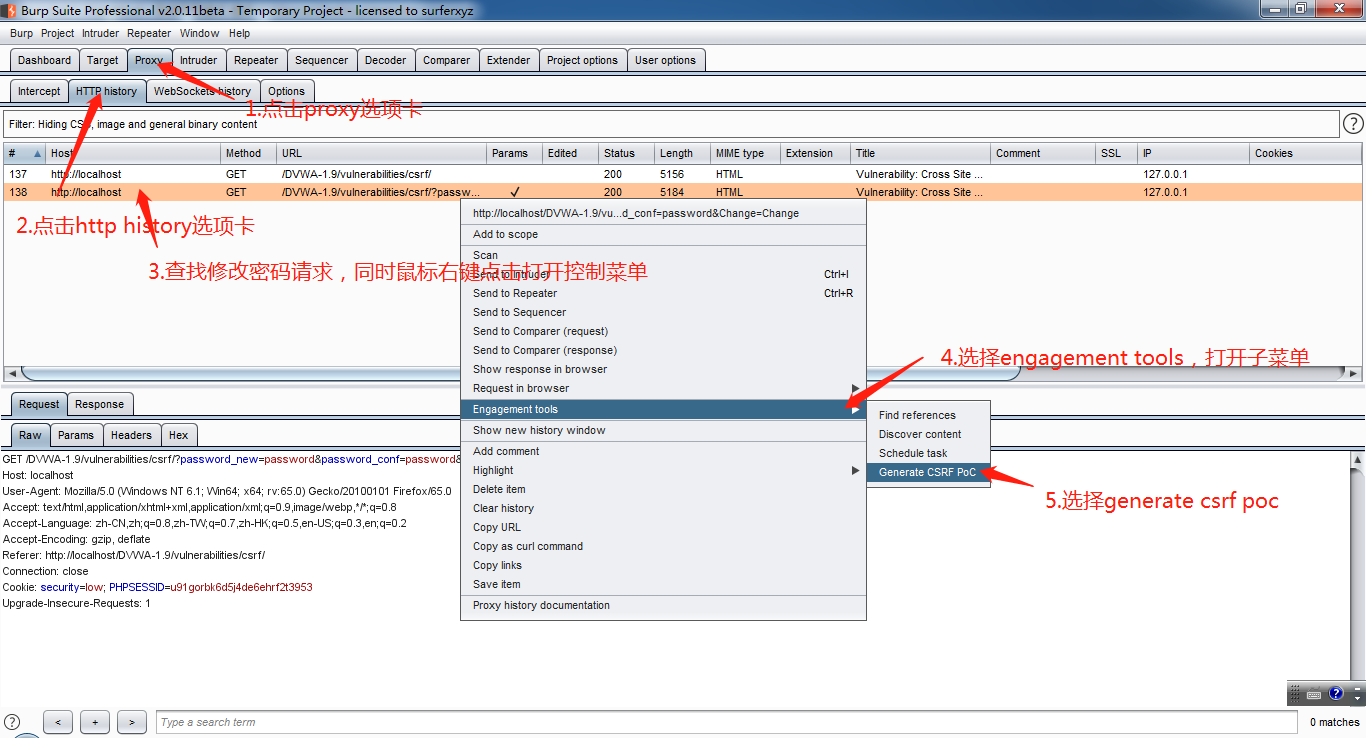 Burp Suite Professional v2.0.11beta - Temporary Project - licensed to surferxyz
Burp Project Intruder Repeater Window Help
Dashboard Target Proxy Intruder Repeater Sequencer Decoder Comparer Extender Project options User options
Intercept HTTP history WebSockets history Options
1.点击proxy选项卡
Filter: Hiding CSS, image and general binary content
# Host Method URL Params Edited Status Length MIME type Extension Title Comment SSL IP Cookies
137 http://localhost GET /DVWA-1.9/vulnerabilities/csrf/ 200 5156 HTML Vulnerability: Cross Site ... 127.0.0.1
138 http://localhost GET /DVWA-1.9/vulnerabilities/csrf/?passw... ✓ 200 5184 HTML Vulnerability: Cross Site ... 127.0.0.1
2.点击http history选项卡
3.查找修改密码请求，同时鼠标右键点击打开控制菜单
http://localhost/DVWA-1.9/vu...d_conf=password&Change=Change
Add to scope
Scan
Send to Intruder Ctrl+I
Send to Repeater Ctrl+R
Send to Sequencer
Send to Comparer (request)
Send to Comparer (response)
Show response in browser
Request in browser
Engagement tools
Show new history window
Add comment
Highlight
Delete item
Clear history
Copy URL
Copy as curl command
Copy links
Save item
Proxy history documentation
4.选择engagement tools，打开子菜单
Find references
Discover content
Schedule task
Generate CSRF PoC
5.选择generate csrf poc
Request Response
Raw Params Headers Hex
GET /DVWA-1.9/vulnerabilities/csrf/?password_new=password&password_conf=password&
Host: localhost
User-Agent: Mozilla/5.0 (Windows NT 6.1; Win64; x64; rv:65.0) Gecko/20100101 Firefox/65.0
Accept: text/html,application/xhtml+xml,application/xml;q=0.9,image/webp,*/*;q=0.8
Accept-Language: zh-CN,zh;q=0.8,zh-TW;q=0.7,zh-HK;q=0.5,en-US;q=0.3,en;q=0.2
Accept-Encoding: gzip, deflate
Referer: http://localhost/DVWA-1.9/vulnerabilities/csrf/
Connection: close
Cookie: security=low; PHPSESSID=u91gorbk6d5j4de6ehrf2t3953
Upgrade-Insecure-Requests: 1
? < + > Type a search term 0 matches